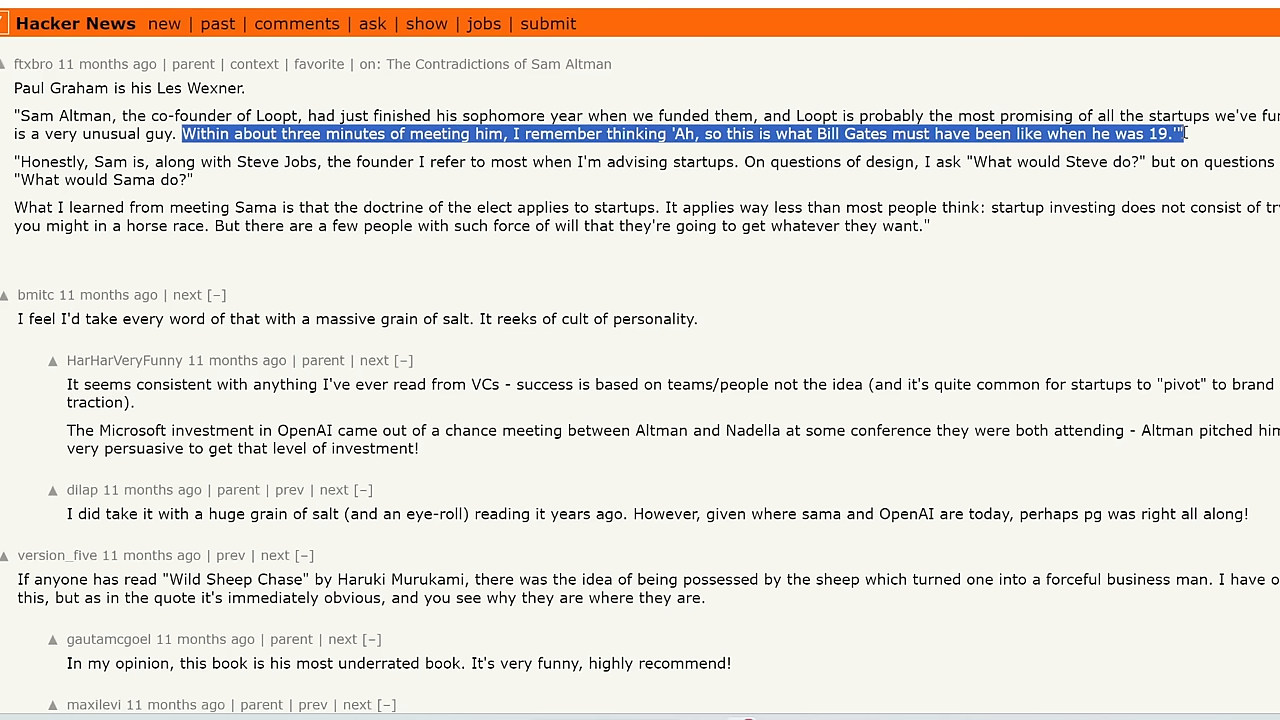 Hacker News new | past | comments | ask | show | jobs | submit
▲ ftxbro 11 months ago | parent | context | favorite | on: The Contradictions of Sam Altman
Paul Graham is his Les Wexner.
"Sam Altman, the co-founder of Loopt, had just finished his sophomore year when we funded them, and Loopt is probably the most promising of all the startups we've
is a very unusual guy. Within about three minutes of meeting him, I remember thinking 'Ah, so this is what Bill Gates must have been like when he was 19.'"
"Honestly, Sam is, along with Steve Jobs, the founder I refer to most when I'm advising startups. On questions of design, I ask "What would Steve do?" but on questions
"What would Sama do?"
What I learned from meeting Sama is that the doctrine of the elect applies to startups. It applies way less than most people think: startup investing does not consist of
you might in a horse race. But there are a few people with such force of will that they're going to get whatever they want."
▲ bmitc 11 months ago | next [–]
I feel I'd take every word of that with a massive grain of salt. It reeks of cult of personality.
▲ HarHarVeryFunny 11 months ago | parent | next [–]
It seems consistent with anything I've ever read from VCs - success is based on teams/people not the idea (and it's quite common for startups to "pivot" to brand
traction).
The Microsoft investment in OpenAI came out of a chance meeting between Altman and Nadella at some conference they were both attending - Altman pitched
very persuasive to get that level of investment!
▲ dilap 11 months ago | parent | prev | next [–]
I did take it with a huge grain of salt (and an eye-roll) reading it years ago. However, given where sama and OpenAI are today, perhaps pg was right all along!
▲ version_five 11 months ago | prev | next [–]
If anyone has read "Wild Sheep Chase" by Haruki Murakami, there was the idea of being possessed by the sheep which turned one into a forceful business man. I have
this, but as in the quote it's immediately obvious, and you see why they are where they are.
▲ gautamcgoel 11 months ago | parent | next [–]
In my opinion, this book is his most underrated book. It's very funny, highly recommend!
▲ maxilevi 11 months ago | parent | prev | next [–]